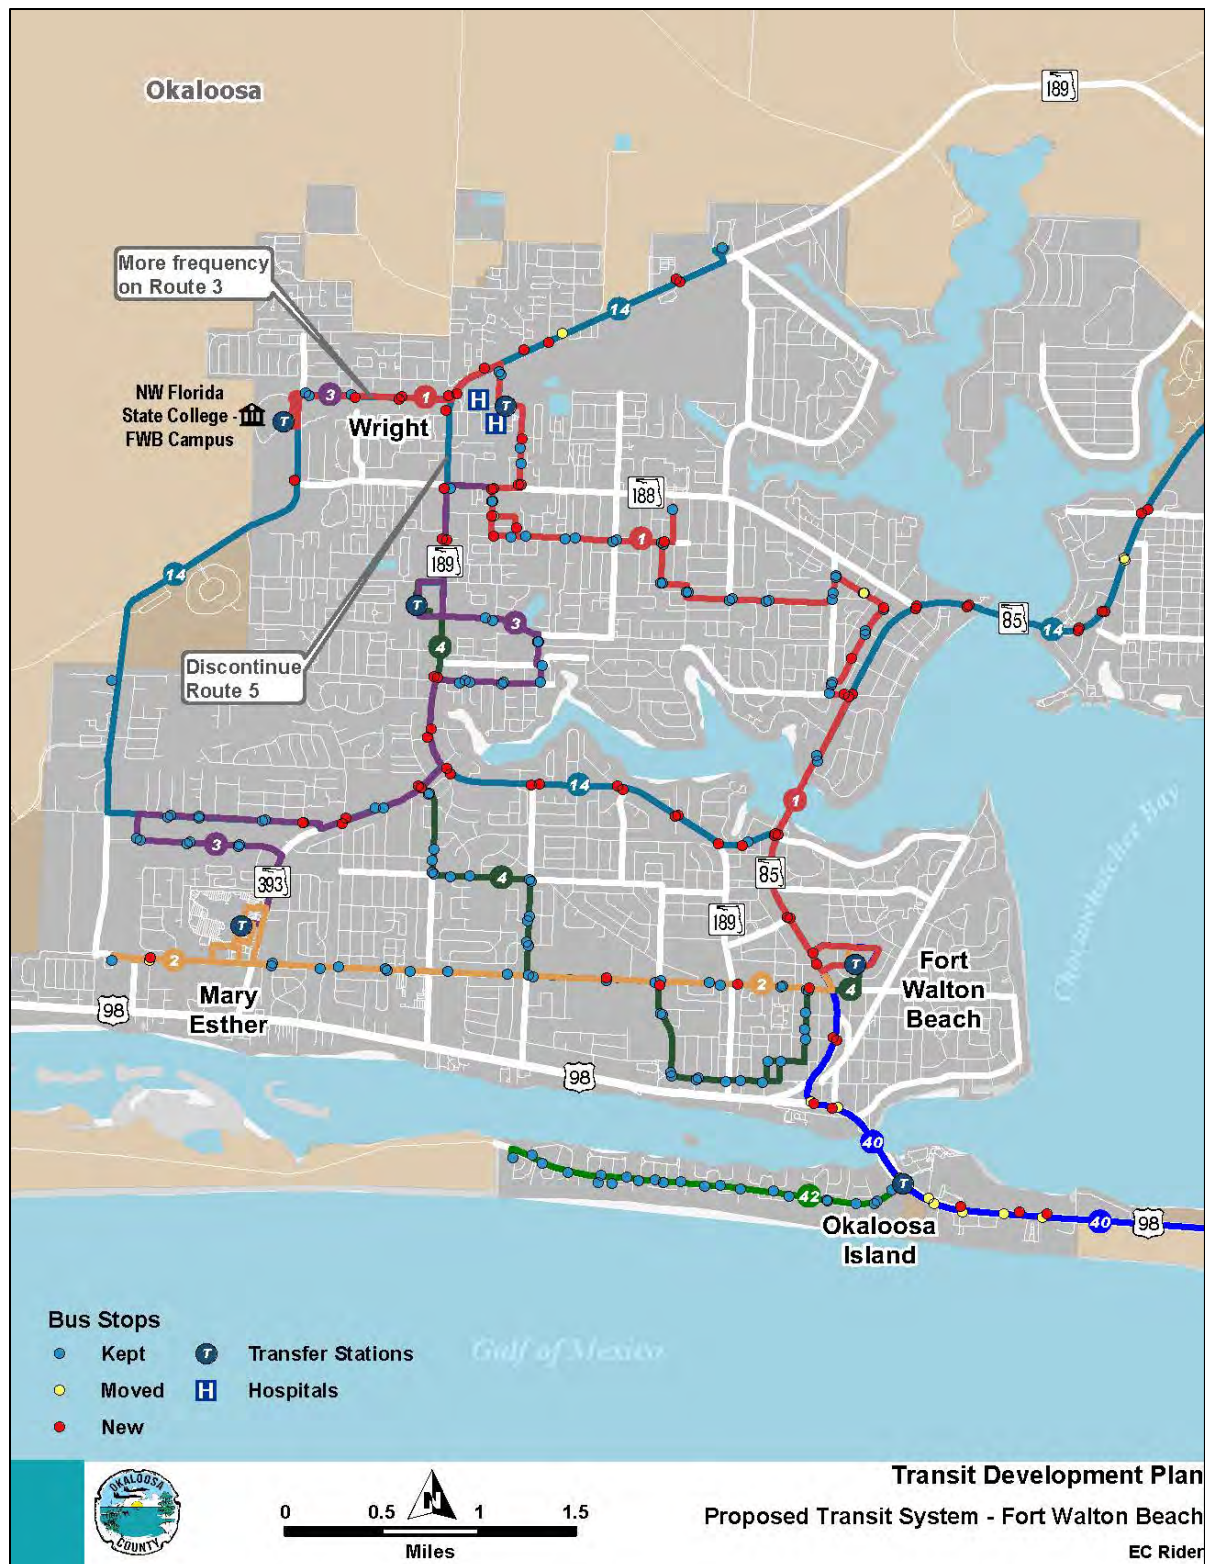 Okaloosa
189
More frequency
on Route 3
14
NW Florida
State College -
FWB Campus
T
3
1
H
T
H
Wright
188
1
189
14
T
3
85
14
4
Discontinue
Route 5
14
1
3
4
393
85
189
T
2
T
2
4
Fort
Walton
Beach
Mary
Esther
98
98
Choctawhatchee Bay
40
T
42
40
98
Okaloosa
Island
Bus Stops
Kept
T Transfer Stations
Moved
H Hospitals
New
Gulf of Mexico
OKALOOSA
COUNTY
N
0 0.5 1 1.5
Miles
Transit Development Plan
Proposed Transit System - Fort Walton Beach
EC Rider